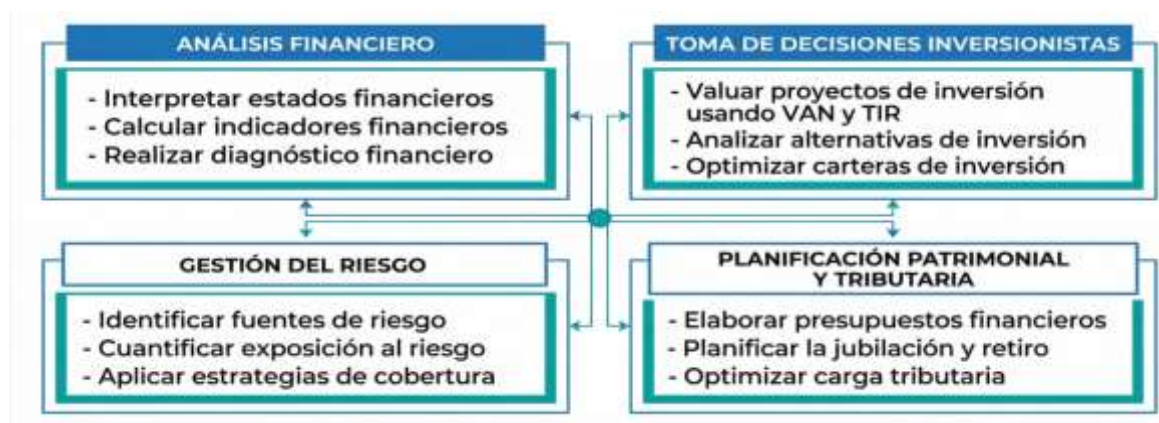 ANÁLISIS FINANCIERO
- Interpretar estados financieros
- Calcular indicadores financieros
- Realizar diagnóstico financiero
TOMA DE DECISIONES INVERSIONISTAS
- Valuar proyectos de inversión
usando VAN y TIR
- Analizar alternativas de inversión
- Optimizar carteras de inversión
GESTIÓN DEL RIESGO
- Identificar fuentes de riesgo
- Cuantificar exposición al riesgo
- Aplicar estrategias de cobertura
PLANIFICACIÓN PATRIMONIAL
Y TRIBUTARIA
- Elaborar presupuestos financieros
- Planificar la jubilación y retiro
- Optimizar carga tributaria